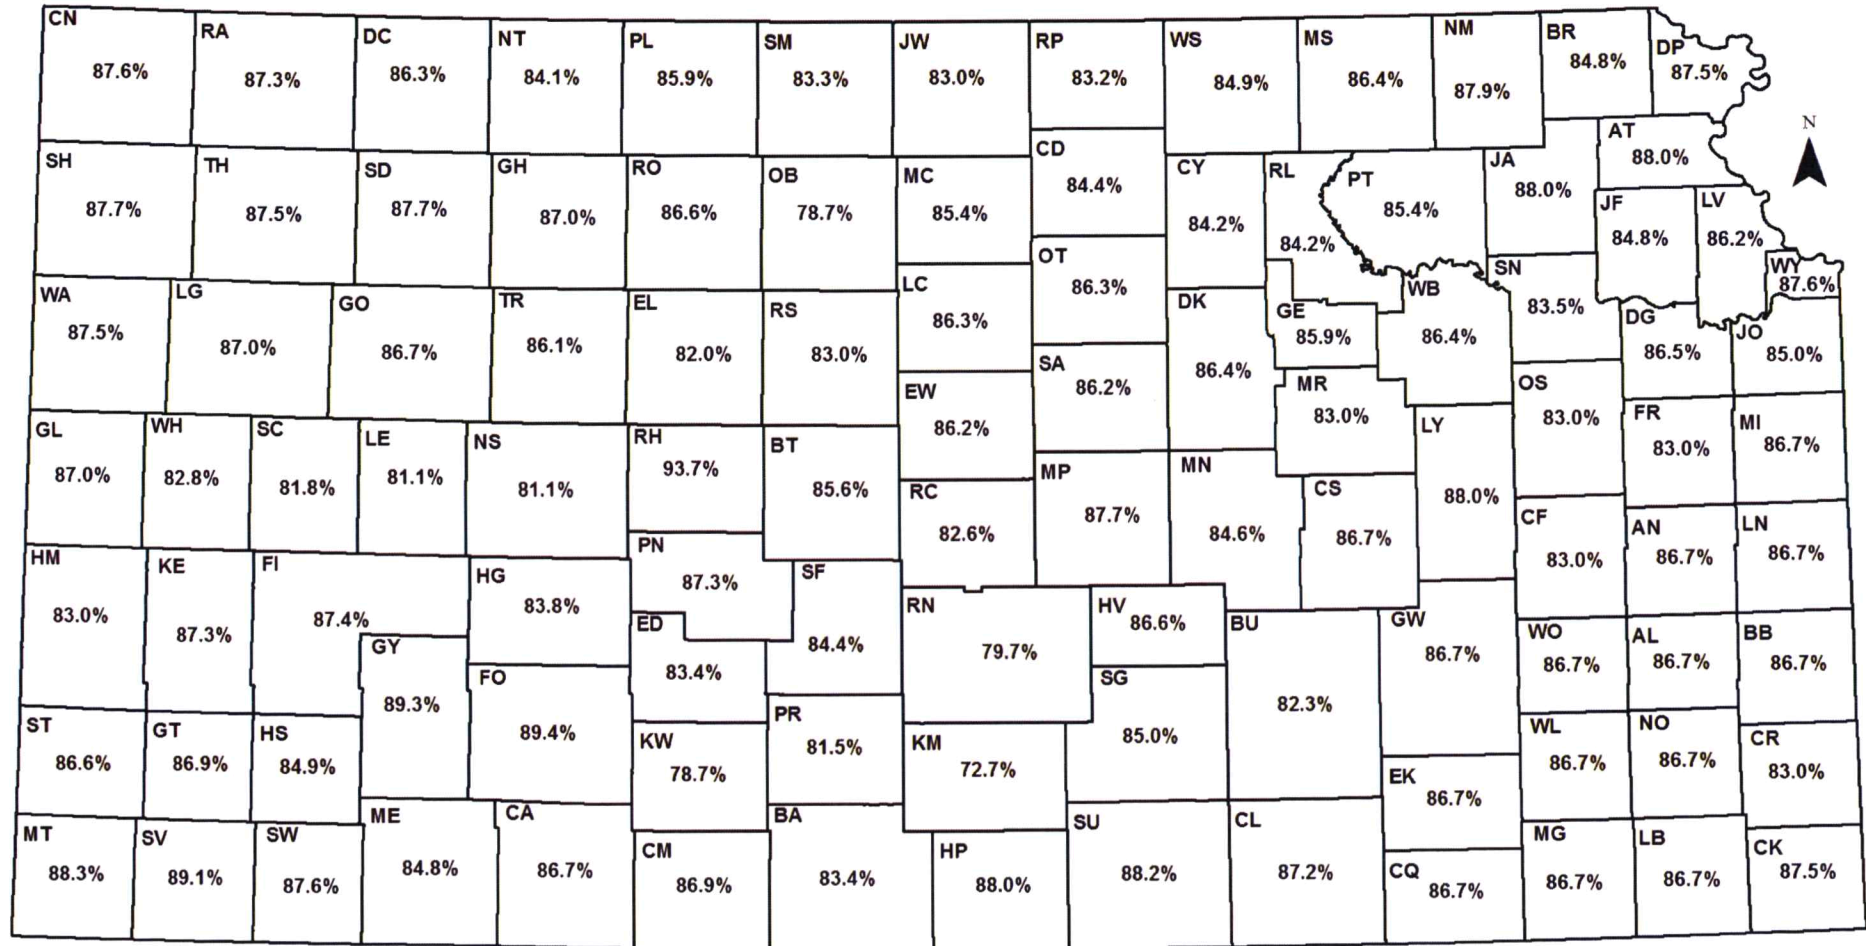 CN 87.6%
RA 87.3%
DC 86.3%
NT 84.1%
PL 85.9%
SM 83.3%
JW 83.0%
RP 83.2%
WS 84.9%
MS 86.4%
NM 87.9%
BR 84.8%
DP 87.5%
N
SH 87.7%
TH 87.5%
SD 87.7%
GH 87.0%
RO 86.6%
OB 78.7%
MC 85.4%
CD 84.4%
CY 84.2%
RL 84.2%
PT 85.4%
JA 88.0%
AT 88.0%
JF 84.8%
LV 86.2%
WY 87.6%
WA 87.5%
LG 87.0%
GO 86.7%
TR 86.1%
EL 82.0%
RS 83.0%
LC 86.3%
OT 86.3%
DK 86.4%
GE 85.9%
WB 86.4%
SN 83.5%
DG 86.5%
JO 85.0%
EW 86.2%
SA 86.2%
MR 83.0%
LY 88.0%
OS 83.0%
FR 83.0%
MI 86.7%
GL 87.0%
WH 82.8%
SC 81.8%
LE 81.1%
NS 81.1%
RH 93.7%
BT 85.6%
RC 82.6%
MP 87.7%
MN 84.6%
CS 86.7%
CF 83.0%
AN 86.7%
LN 86.7%
HM 83.0%
KE 87.3%
FI 87.4%
HG 83.8%
PN 87.3%
SF 84.4%
RN 79.7%
HV 86.6%
BU 82.3%
GW 86.7%
WO 86.7%
AL 86.7%
BB 86.7%
GY 89.3%
FO 89.4%
ED 83.4%
SG 85.0%
ST 86.6%
GT 86.9%
HS 84.9%
KW 78.7%
PR 81.5%
KM 72.7%
EK 86.7%
WL 86.7%
NO 86.7%
CR 83.0%
MT 88.3%
SV 89.1%
SW 87.6%
ME 84.8%
CA 86.7%
CM 86.9%
BA 83.4%
HP 88.0%
SU 88.2%
CL 87.2%
CQ 86.7%
MG 86.7%
LB 86.7%
CK 87.5%